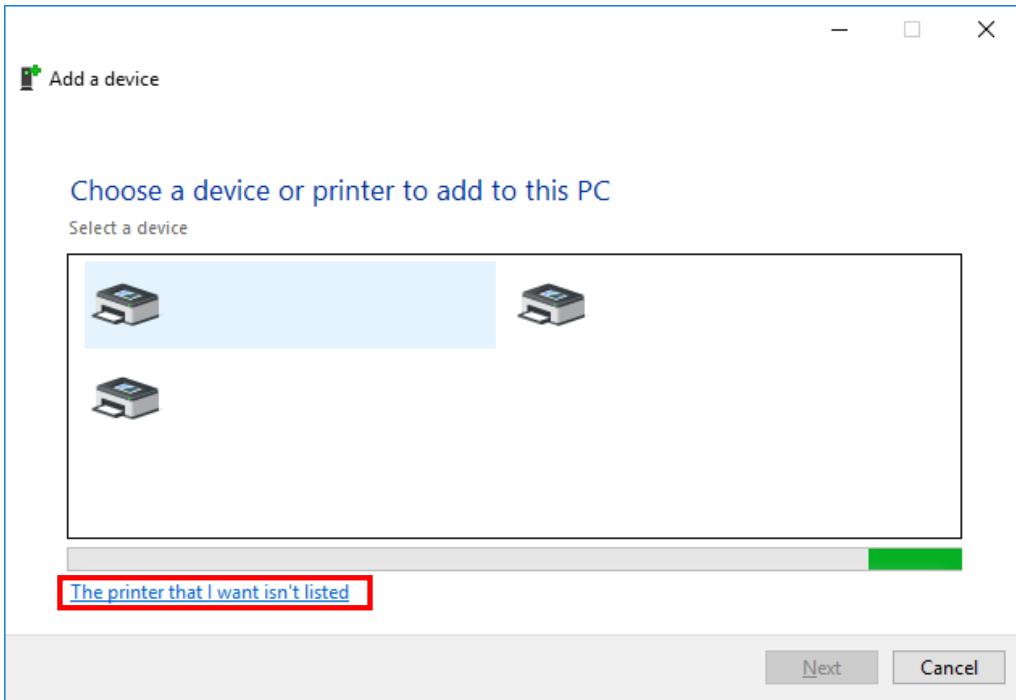 Add a device
Choose a device or printer to add to this PC
Select a device
The printer that I want isn't listed
Next
Cancel